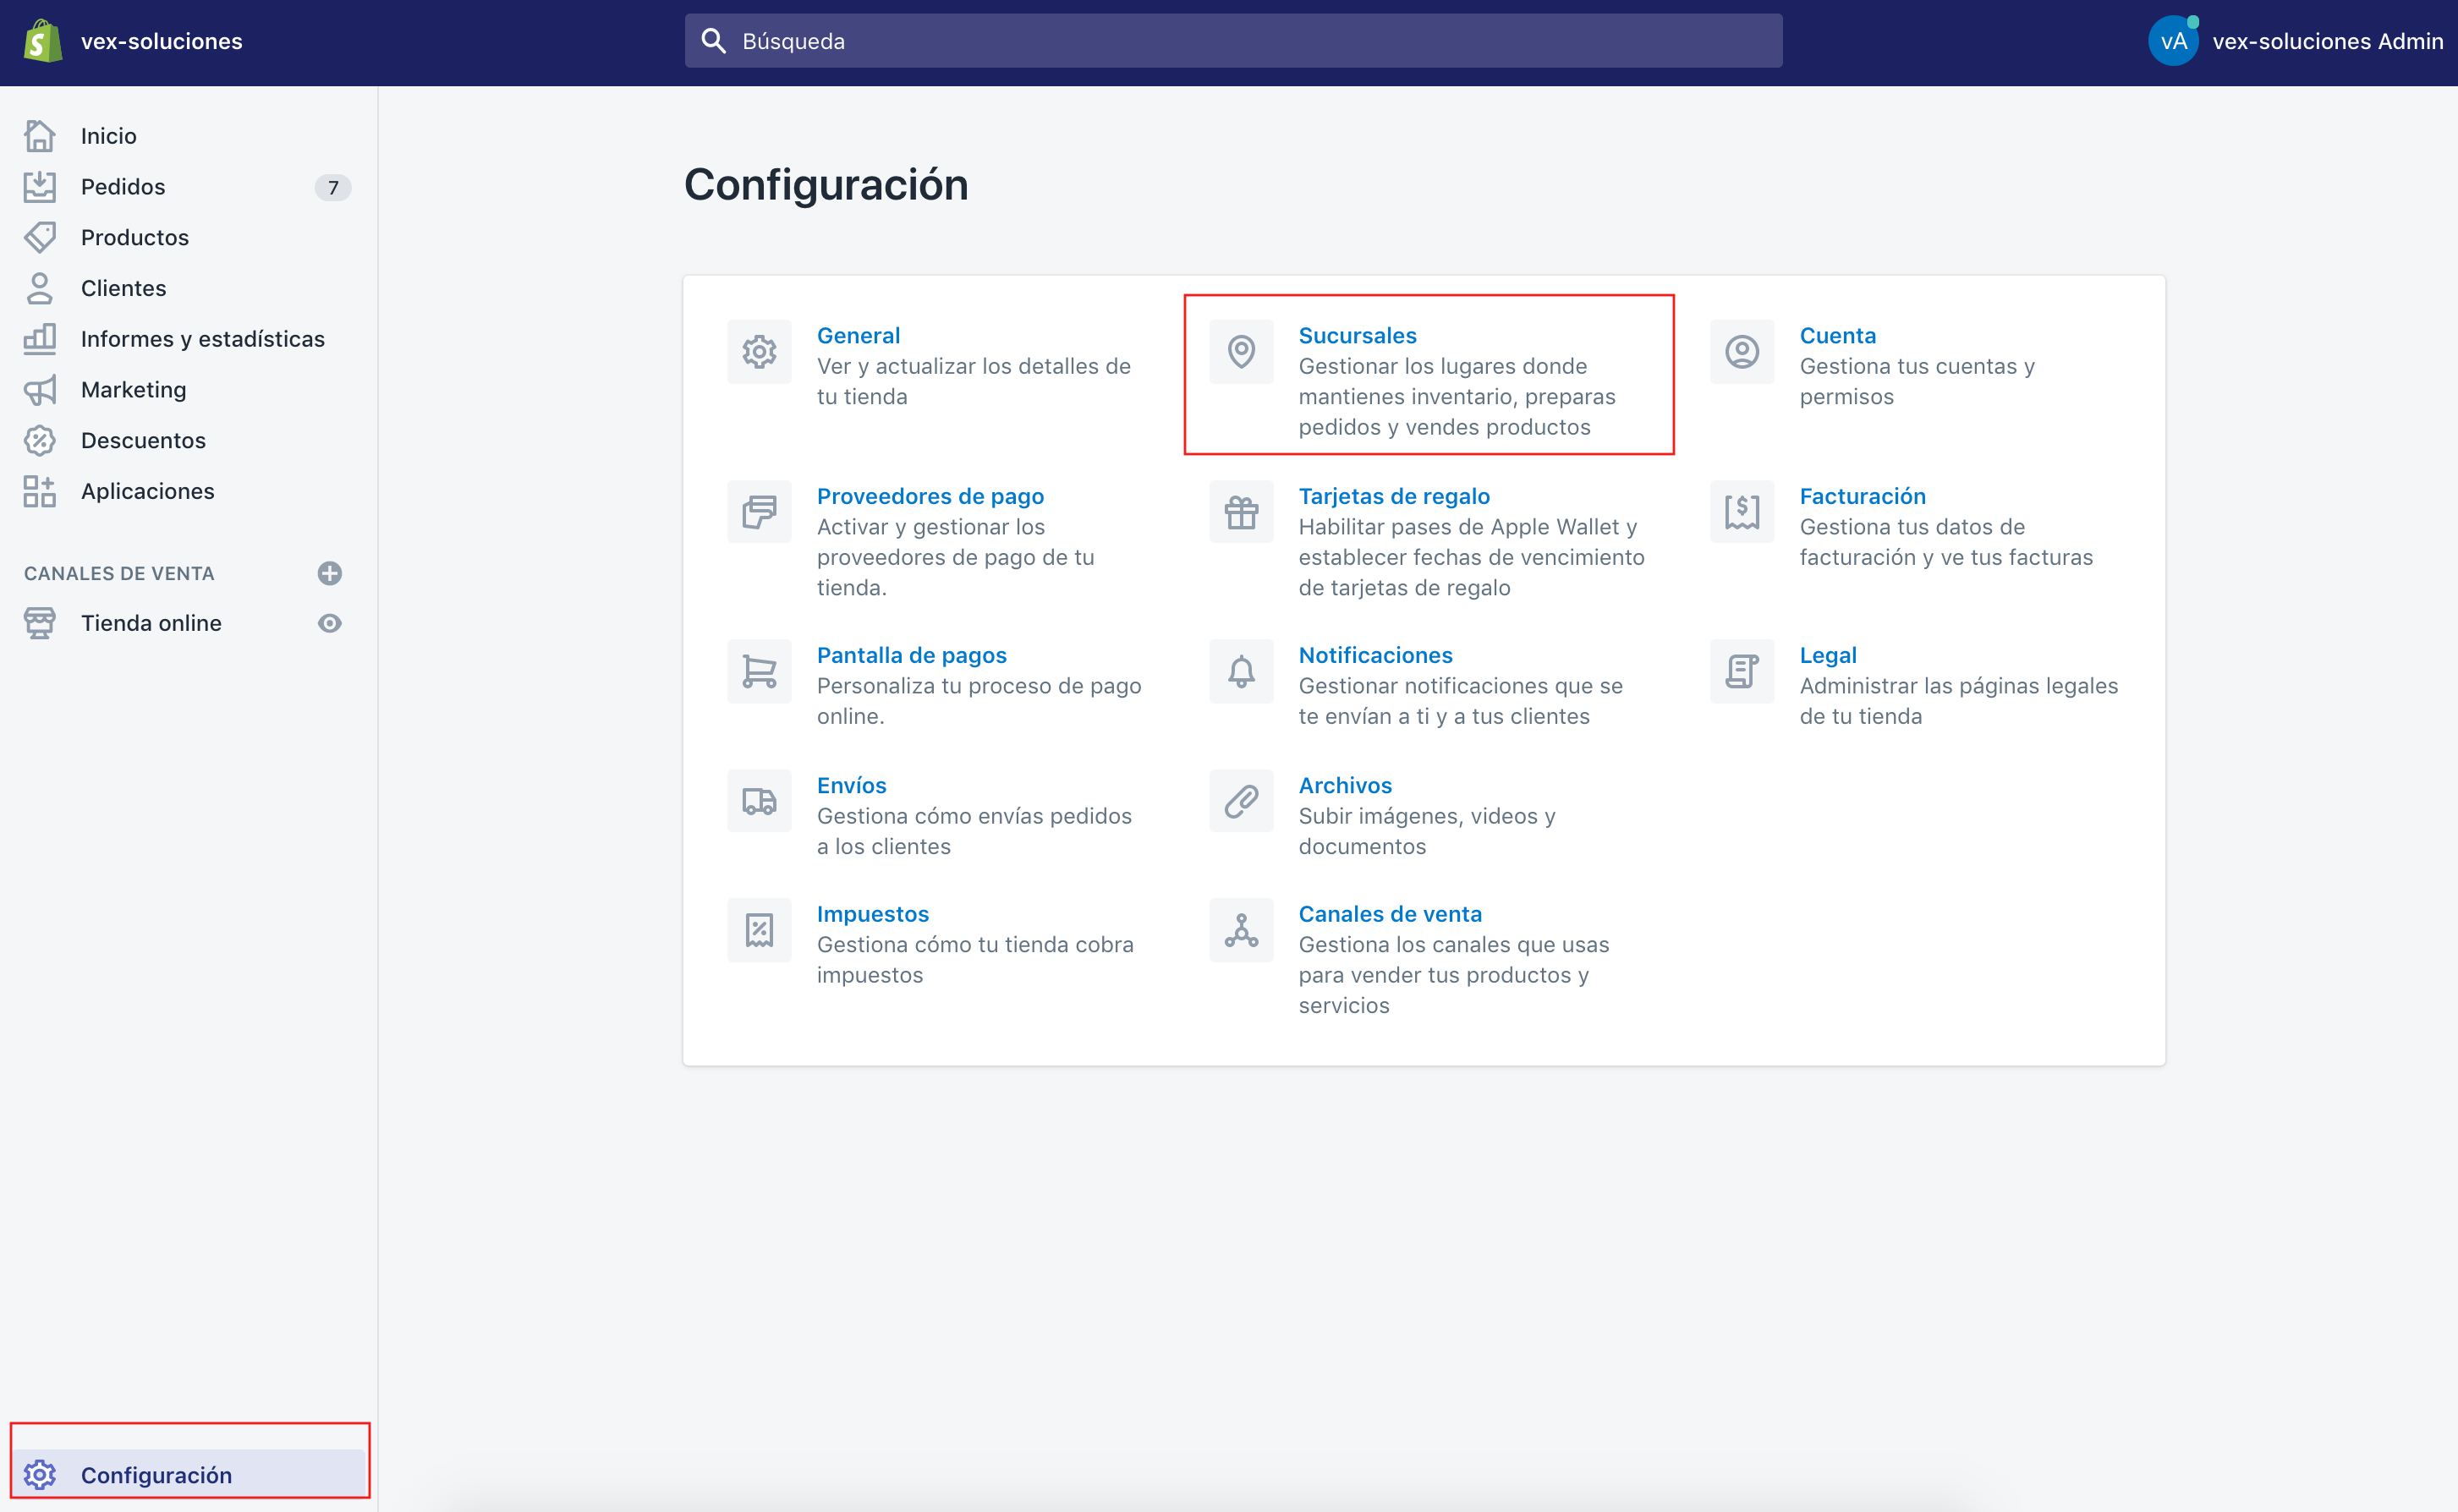 vex-soluciones
Búsqueda
vA
vex-soluciones Admin
Inicio
Pedidos
7
Productos
Clientes
Informes y estadísticas
Marketing
Descuentos
Aplicaciones
CANALES DE VENTA
Tienda online
Configuración
Configuración
General
Ver y actualizar los detalles de
tu tienda
Sucursales
Gestionar los lugares donde
mantienes inventario, preparas
pedidos y vendes productos
Cuenta
Gestiona tus cuentas y
permisos
Proveedores de pago
Activar y gestionar los
proveedores de pago de tu
tienda.
Tarjetas de regalo
Habilitar pases de Apple Wallet y
establecer fechas de vencimiento
de tarjetas de regalo
Facturación
Gestiona tus datos de
facturación y ve tus facturas
Pantalla de pagos
Personaliza tu proceso de pago
online.
Notificaciones
Gestionar notificaciones que se
te envían a ti y a tus clientes
Legal
Administrar las páginas legales
de tu tienda
Envíos
Gestiona cómo envías pedidos
a los clientes
Archivos
Subir imágenes, videos y
documentos
Impuestos
Gestiona cómo tu tienda cobra
impuestos
Canales de venta
Gestiona los canales que usas
para vender tus productos y
servicios